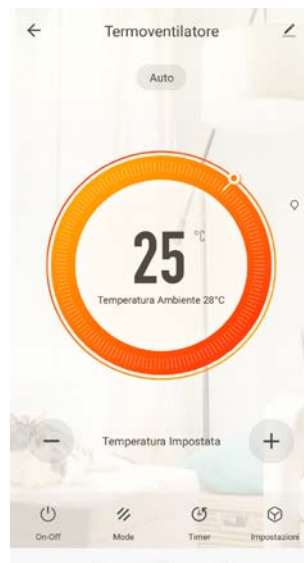 Termoventilatore
Auto
25 °C
Temperatura Ambiente 28°C
Temperatura Impostata
On-Off Mode Timer Impostazioni